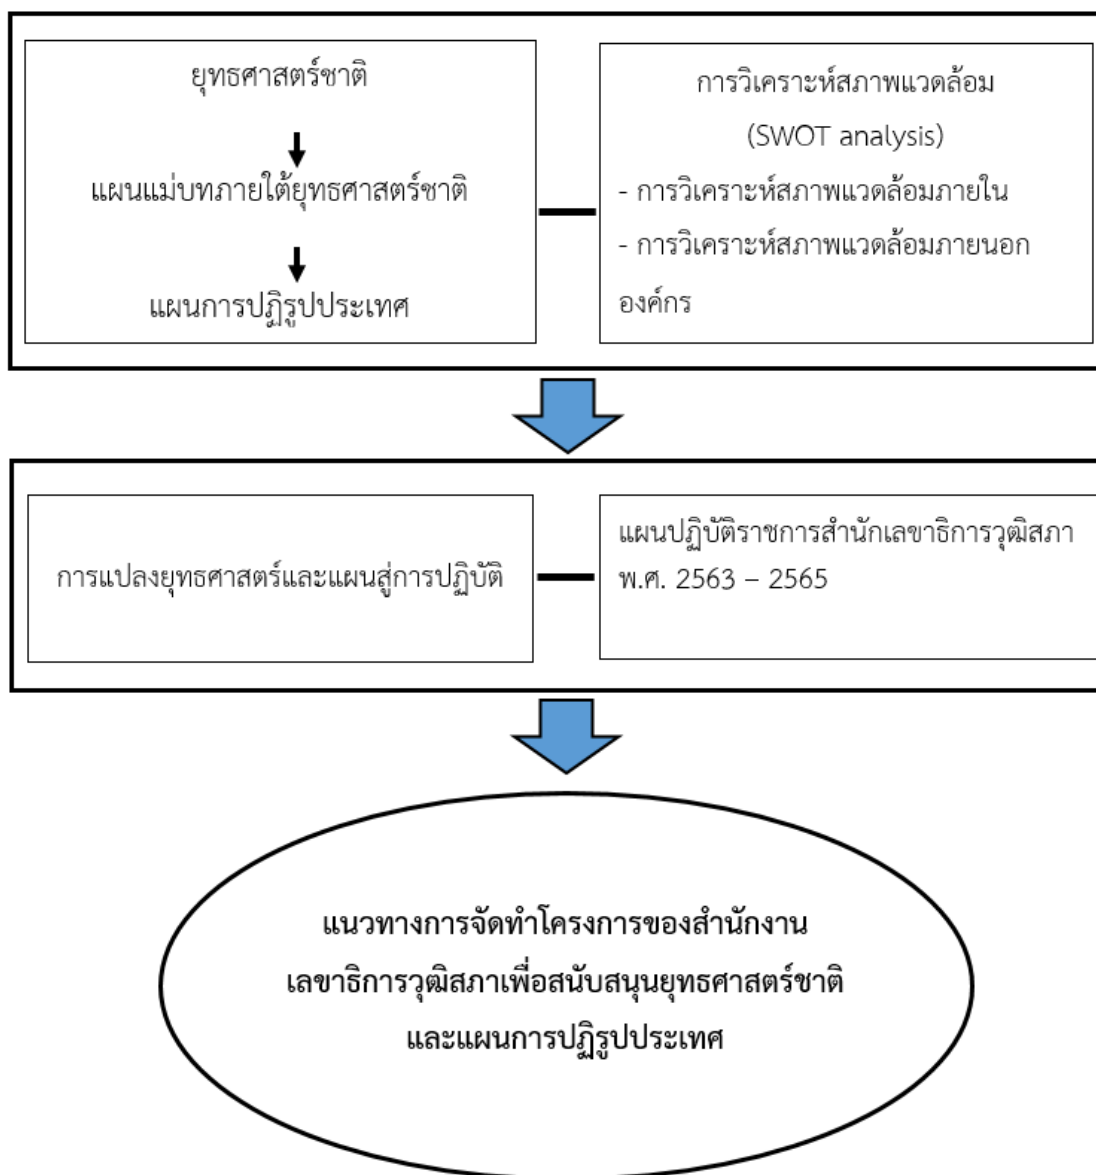 ยุทธศาสตร์ชาติ
แผนแม่บทภายใต้ยุทธศาสตร์ชาติ
แผนการปฏิรูปประเทศ
การวิเคราะห์สภาพแวดล้อม
(SWOT analysis)
- การวิเคราะห์สภาพแวดล้อมภายใน
- การวิเคราะห์สภาพแวดล้อมภายนอก
องค์กร
การแปลงยุทธศาสตร์และแผนสู่การปฏิบัติ
แผนปฏิบัติราชการสำนักเลขาธิการวุฒิสภา
พ.ศ. 2563 – 2565
แนวทางการจัดทำโครงการของสำนักงาน
เลขาธิการวุฒิสภาเพื่อสนับสนุนยุทธศาสตร์ชาติ
และแผนการปฏิรูปประเทศ